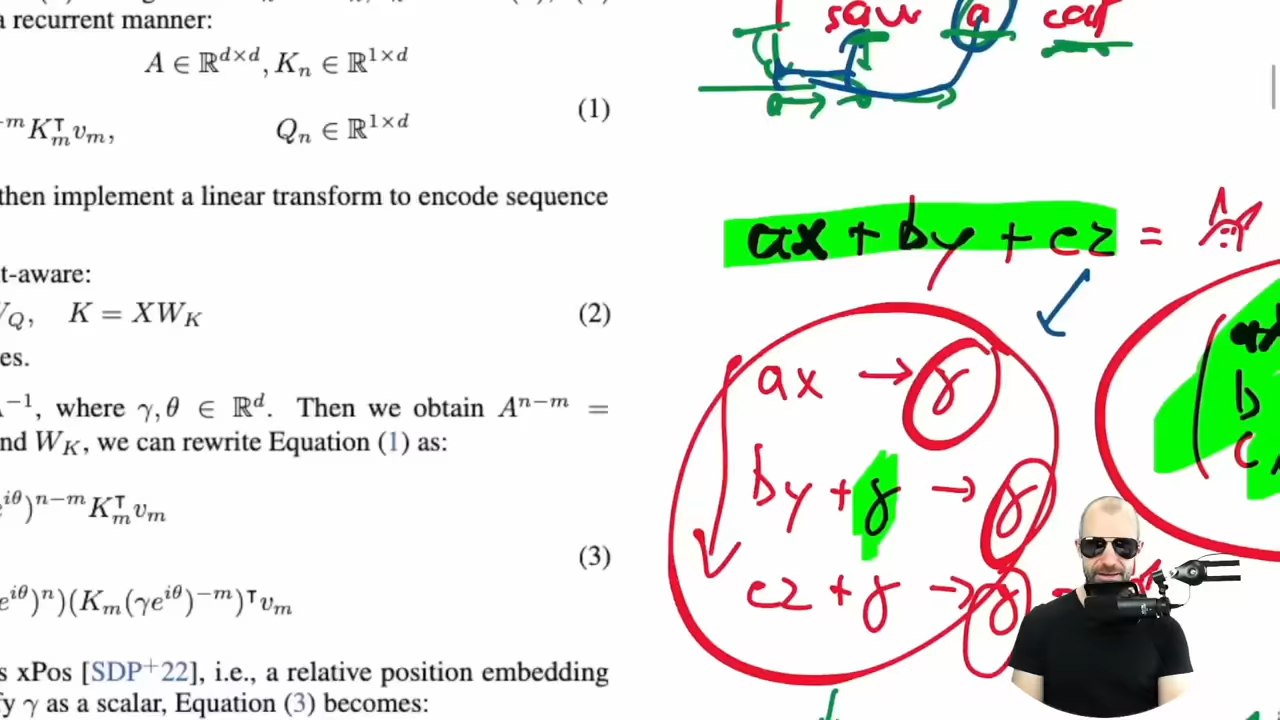 a recurrent manner:
A ∈ ℝ^{d×d}, K_n ∈ ℝ^{1×d}
(1)
^{-m} K_m^⊺ v_m, Q_n ∈ ℝ^{1×d}
then implement a linear transform to encode sequence
t-aware:
V_Q, K = XW_K (2)
es.
^{-1}, where γ, θ ∈ ℝ^d. Then we obtain A^{n-m} =
nd W_K, we can rewrite Equation (1) as:
^{iθ})^{n-m} K_m^⊺ v_m
(3)
e^{iθ})^n)(K_m(γe^{iθ})^{-m})^⊺ v_m
s xPos [SDP+22], i.e., a relative position embedding
fy γ as a scalar, Equation (3) becomes:
I saw a cat
ax + by + cz =
ax → γ
by + γ → γ
cz + γ → γ
ax
b
c